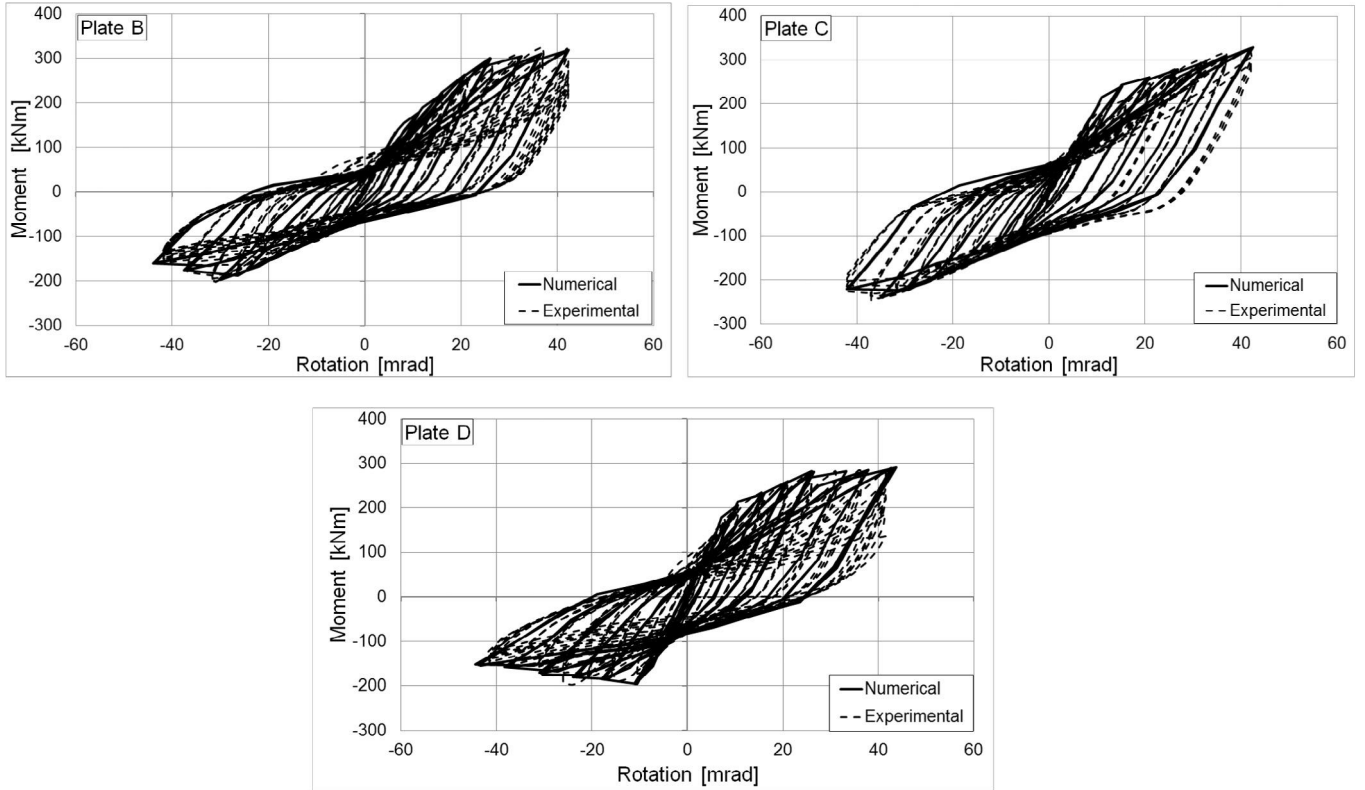 Plate B
400
300
200
100
0
-100
-200
-300
Moment [kNm]
-60 -40 -20 0 20 40 60
Rotation [mrad]
Numerical
Experimental
Plate C
400
300
200
100
0
-100
-200
-300
Moment [kNm]
-60 -40 -20 0 20 40 60
Rotation [mrad]
Numerical
Experimental
Plate D
400
300
200
100
0
-100
-200
-300
Moment [kNm]
-60 -40 -20 0 20 40 60
Rotation [mrad]
Numerical
Experimental